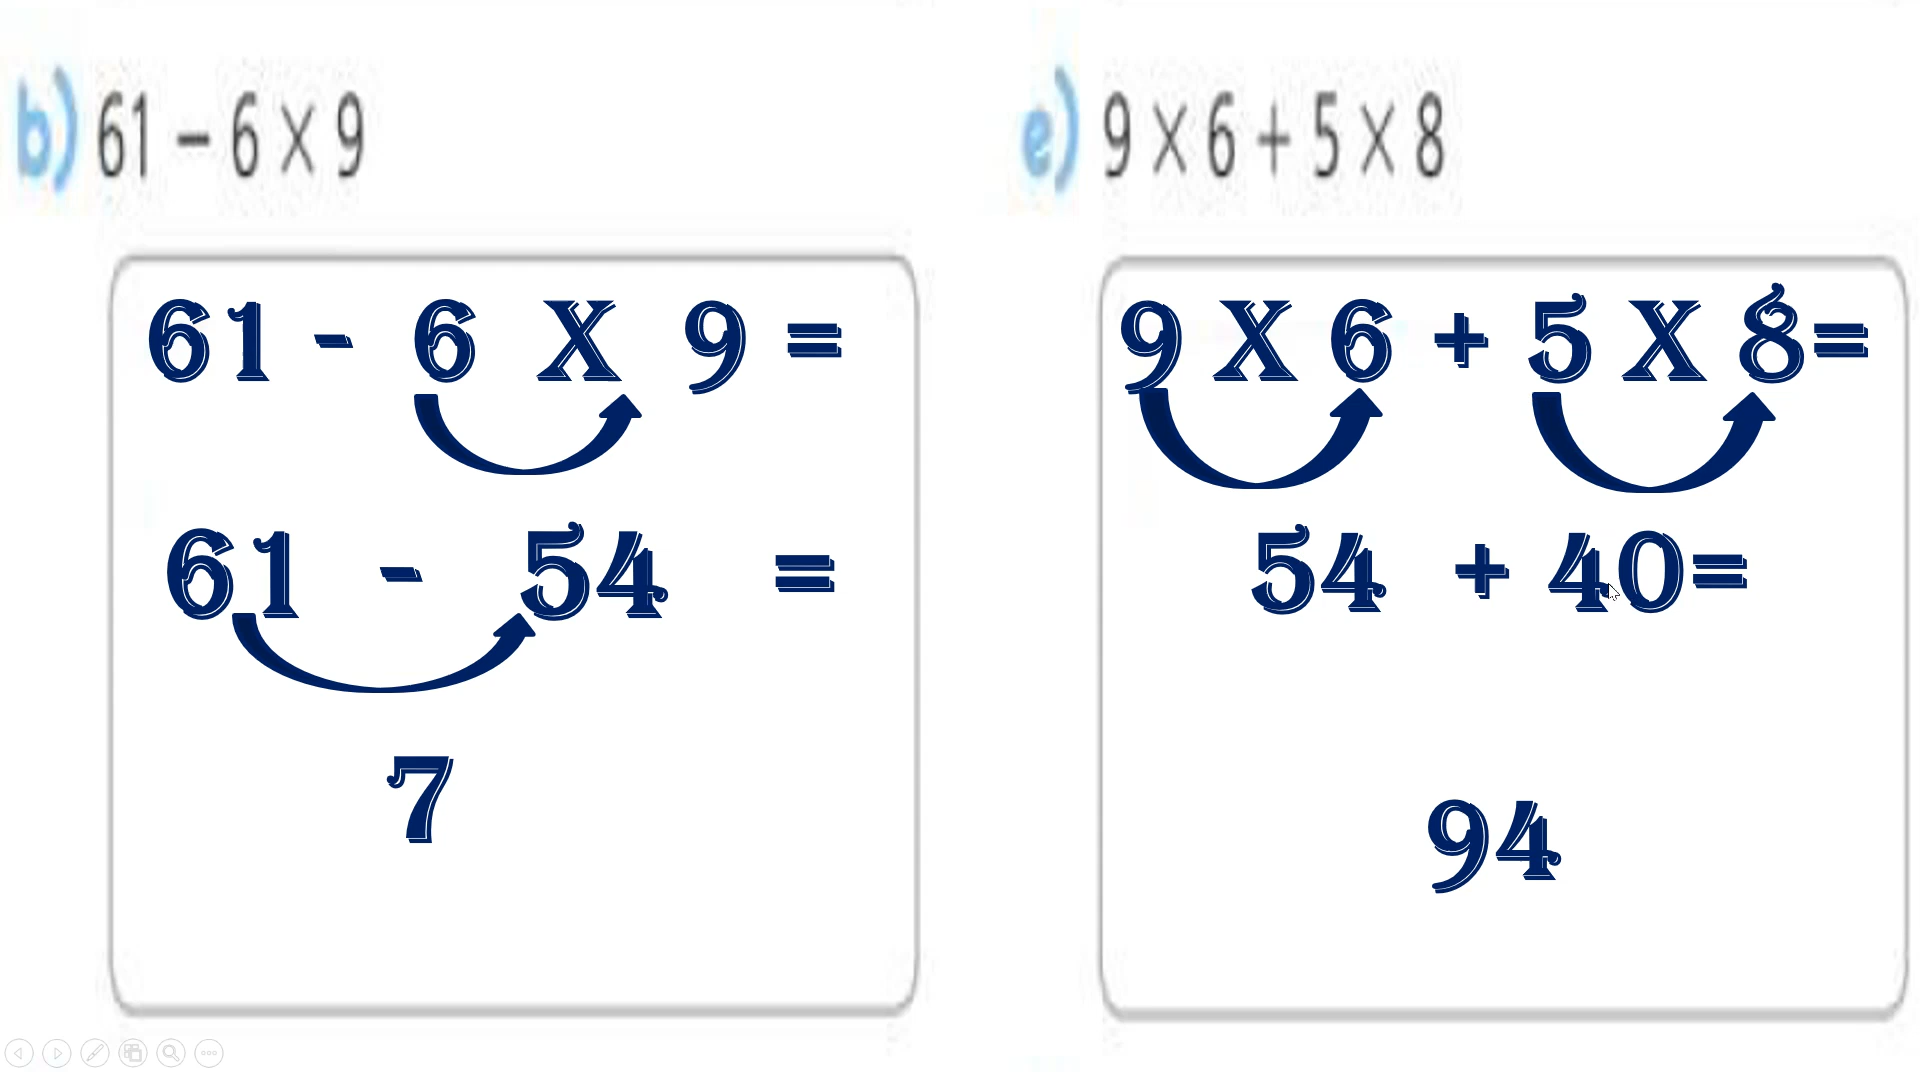 b) 61 − 6 × 9
61 - 6 X 9 =
61 - 54 =
7
e) 9 × 6 + 5 × 8
9 X 6 + 5 X 8=
54 + 40=
94